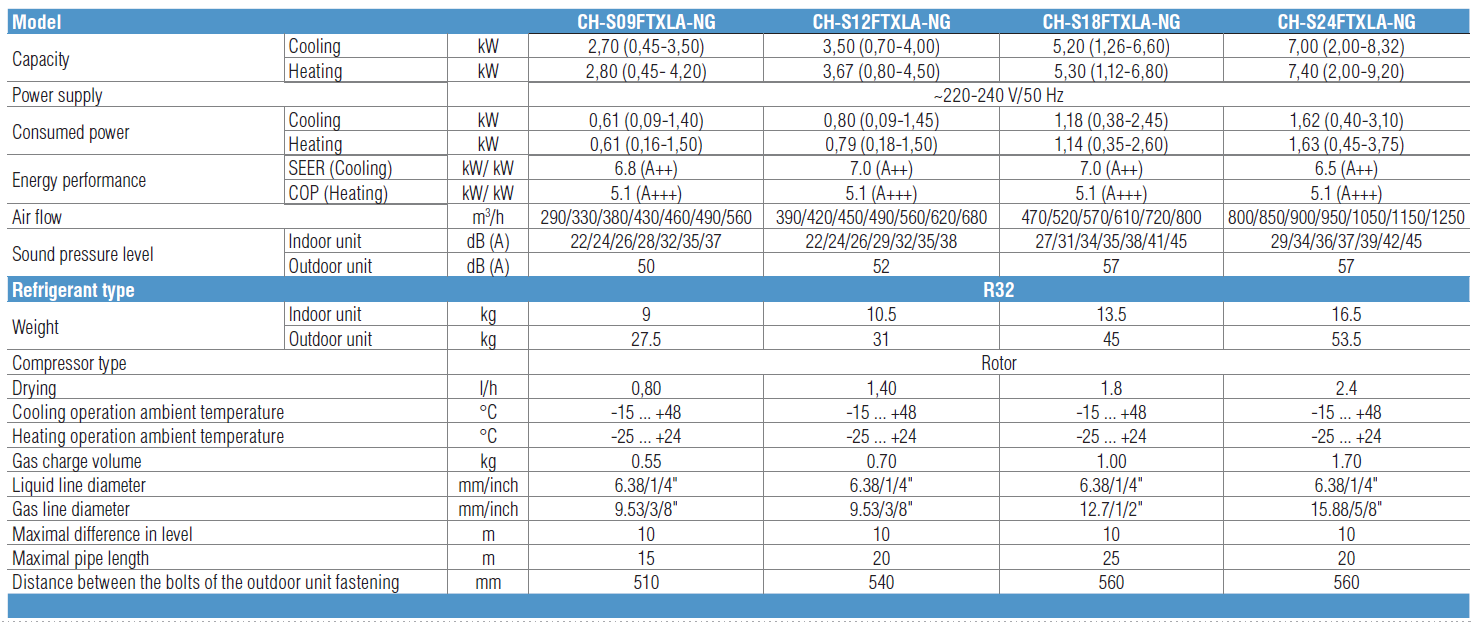 Model CH-S09FTXLA-NG CH-S12FTXLA-NG CH-S18FTXLA-NG CH-S24FTXLA-NG
Capacity Cooling kW 2,70 (0,45-3,50) 3,50 (0,70-4,00) 5,20 (1,26-6,60) 7,00 (2,00-8,32)
Heating kW 2,80 (0,45- 4,20) 3,67 (0,80-4,50) 5,30 (1,12-6,80) 7,40 (2,00-9,20)
Power supply ~220-240 V/50 Hz
Consumed power Cooling kW 0,61 (0,09-1,40) 0,80 (0,09-1,45) 1,18 (0,38-2,45) 1,62 (0,40-3,10)
Heating kW 0,61 (0,16-1,50) 0,79 (0,18-1,50) 1,14 (0,35-2,60) 1,63 (0,45-3,75)
Energy performance SEER (Cooling) kW/ kW 6.8 (A++) 7.0 (A++) 7.0 (A++) 6.5 (A++)
COP (Heating) kW/ kW 5.1 (A+++) 5.1 (A+++) 5.1 (A+++) 5.1 (A+++)
Air flow m³/h 290/330/380/430/460/490/560 390/420/450/490/560/620/680 470/520/570/610/720/800 800/850/900/950/1050/1150/1250
Sound pressure level Indoor unit dB (A) 22/24/26/28/32/35/37 22/24/26/29/32/35/38 27/31/34/35/38/41/45 29/34/36/37/39/42/45
Outdoor unit dB (A) 50 52 57 57
Refrigerant type R32
Weight Indoor unit kg 9 10.5 13.5 16.5
Outdoor unit kg 27.5 31 45 53.5
Compressor type Rotor
Drying l/h 0,80 1,40 1.8 2.4
Cooling operation ambient temperature °C -15 ... +48 -15 ... +48 -15 ... +48 -15 ... +48
Heating operation ambient temperature °C -25 ... +24 -25 ... +24 -25 ... +24 -25 ... +24
Gas charge volume kg 0.55 0.70 1.00 1.70
Liquid line diameter mm/inch 6.38/1/4" 6.38/1/4" 6.38/1/4" 6.38/1/4"
Gas line diameter mm/inch 9.53/3/8" 9.53/3/8" 12.7/1/2" 15.88/5/8"
Maximal difference in level m 10 10 10 10
Maximal pipe length m 15 20 25 20
Distance between the bolts of the outdoor unit fastening mm 510 540 560 560